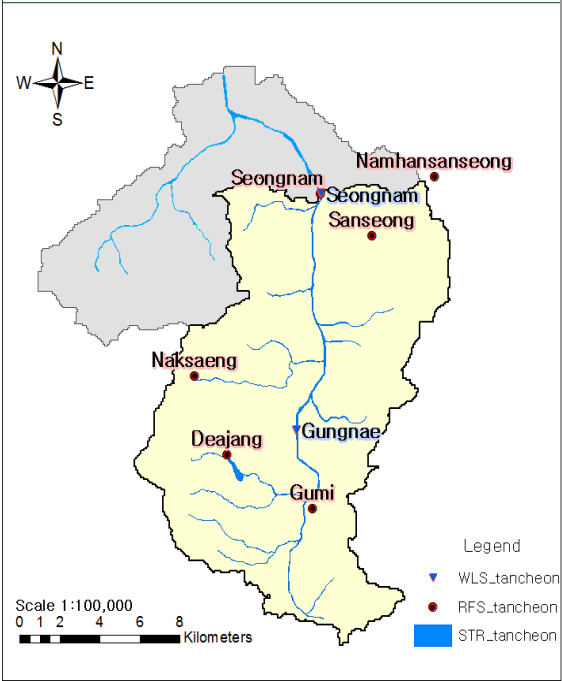 N
W E
S
Namhansanseong
Seongnam
Seongnam
Sanseong
Naksaeng
Gungnae
Deajang
Gumi
Legend
WLS_tancheon
RFS_tancheon
STR_tancheon
Scale 1:100,000
0 1 2 4 6 8
Kilometers